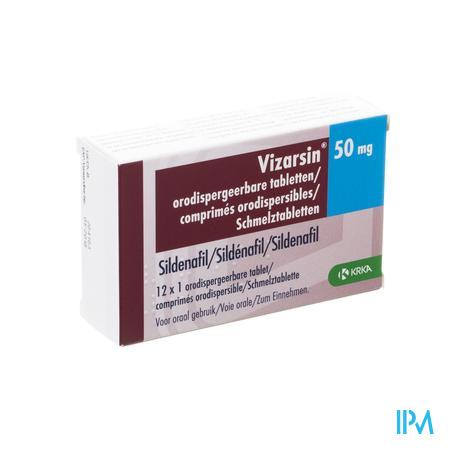 Vizarsin® 50 mg
orodispergeerbare tabletten/
comprimés orodispersibles/
Schmelztabletten
Sildenafil/Sildénafil/Sildenafil
12 x 1 orodispergeerbare tablet/
comprimés orodispersible/Schmelztablette
Voor oraal gebruik/Voie orale/Zum Einnehmen.
KRKA
IPM